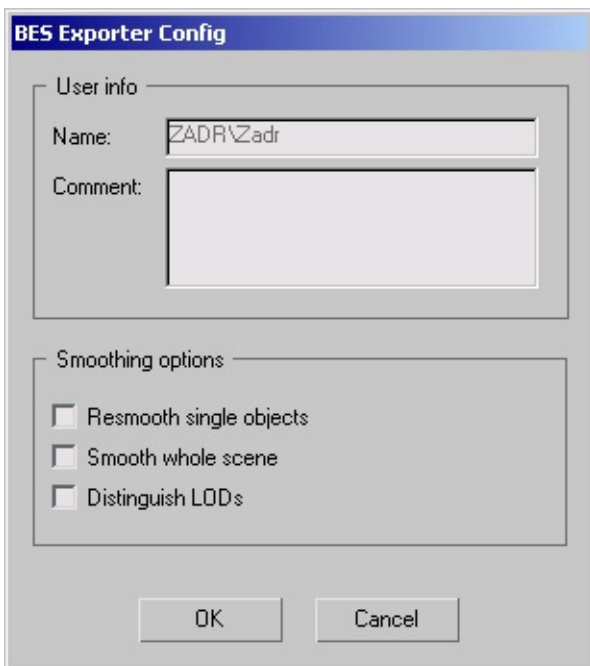 BES Exporter Config
User info
Name: ZADR\Zadr
Comment:
Smoothing options
Resmooth single objects
Smooth whole scene
Distinguish LODs
OK Cancel